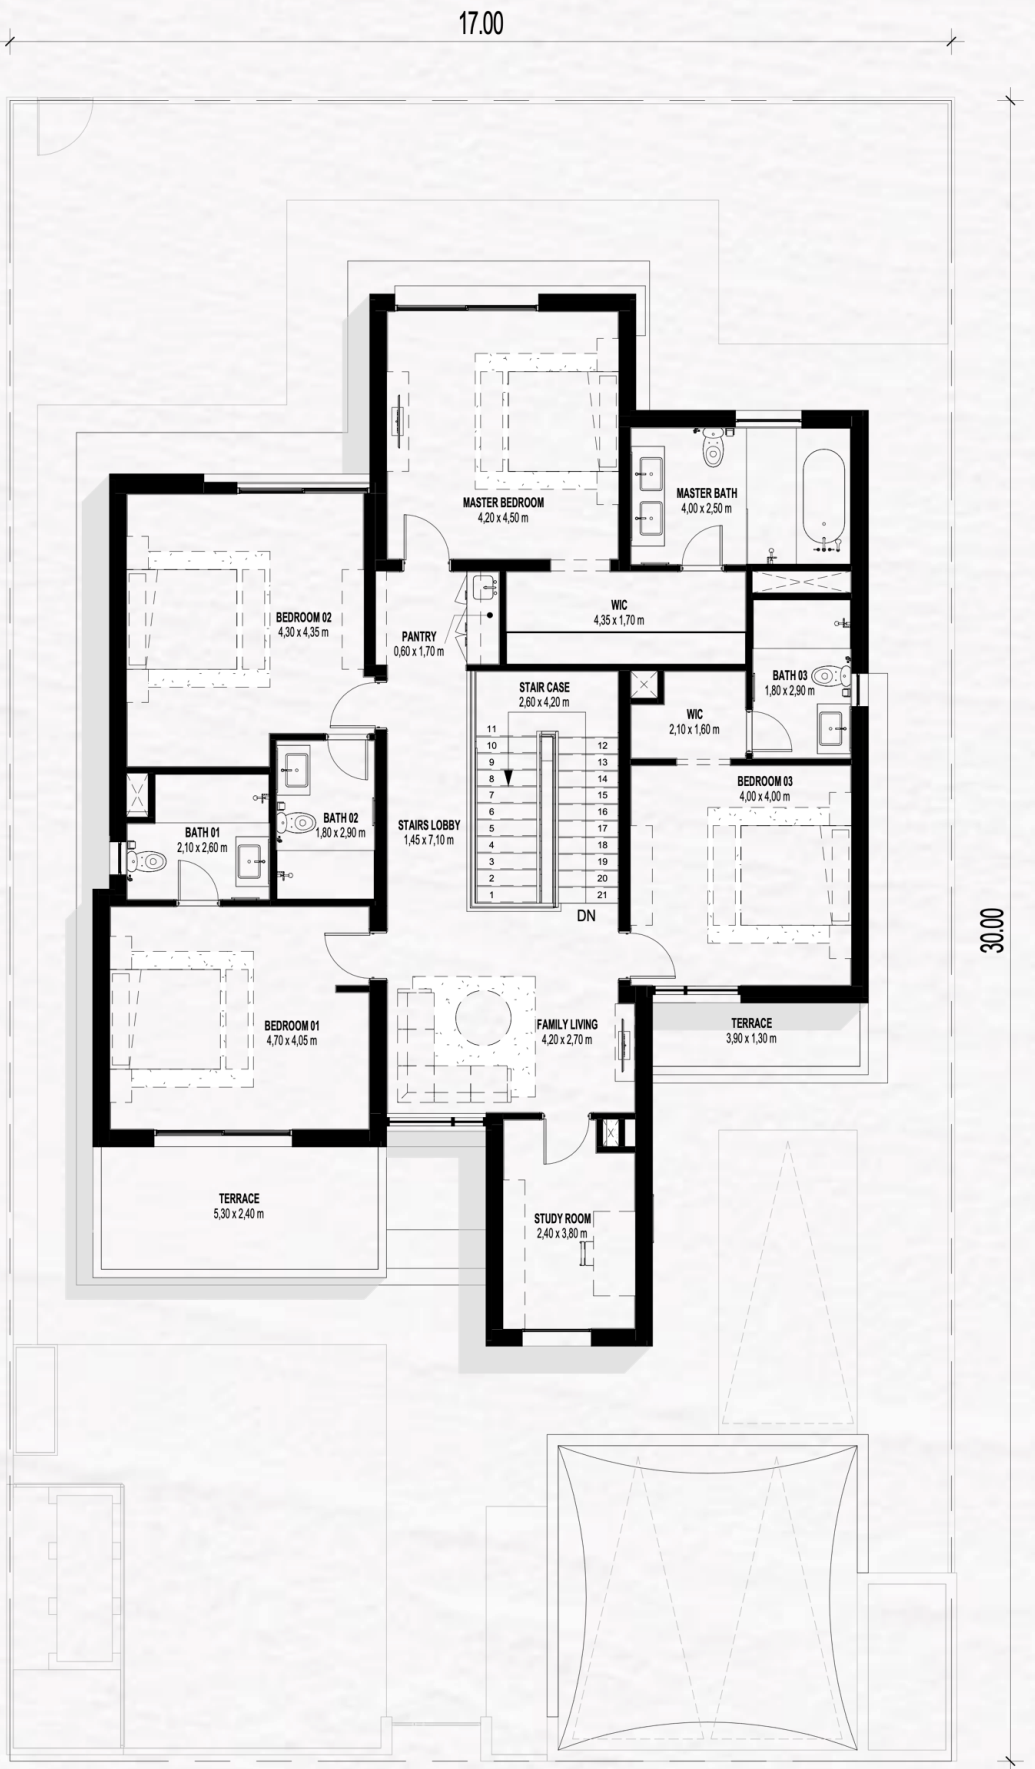 17.00
MASTER BEDROOM
4,20 x 4,50 m
MASTER BATH
4,00 x 2,50 m
BEDROOM 02
4,30 x 4,35 m
PANTRY
0,60 x 1,70 m
WIC
4,35 x 1,70 m
STAIR CASE
2,60 x 4,20 m
BATH 03
1,80 x 2,90 m
WIC
2,10 x 1,60 m
11
10
9
8
7
6
5
4
3
2
1
12
13
14
15
16
17
18
19
20
21
DN
BEDROOM 03
4,00 x 4,00 m
BATH 01
2,10 x 2,60 m
BATH 02
1,80 x 2,90 m
STAIRS LOBBY
1,45 x 7,10 m
30.00
BEDROOM 01
4,70 x 4,05 m
FAMILY LIVING
4,20 x 2,70 m
TERRACE
3,90 x 1,30 m
TERRACE
5,30 x 2,40 m
STUDY ROOM
2,40 x 3,80 m